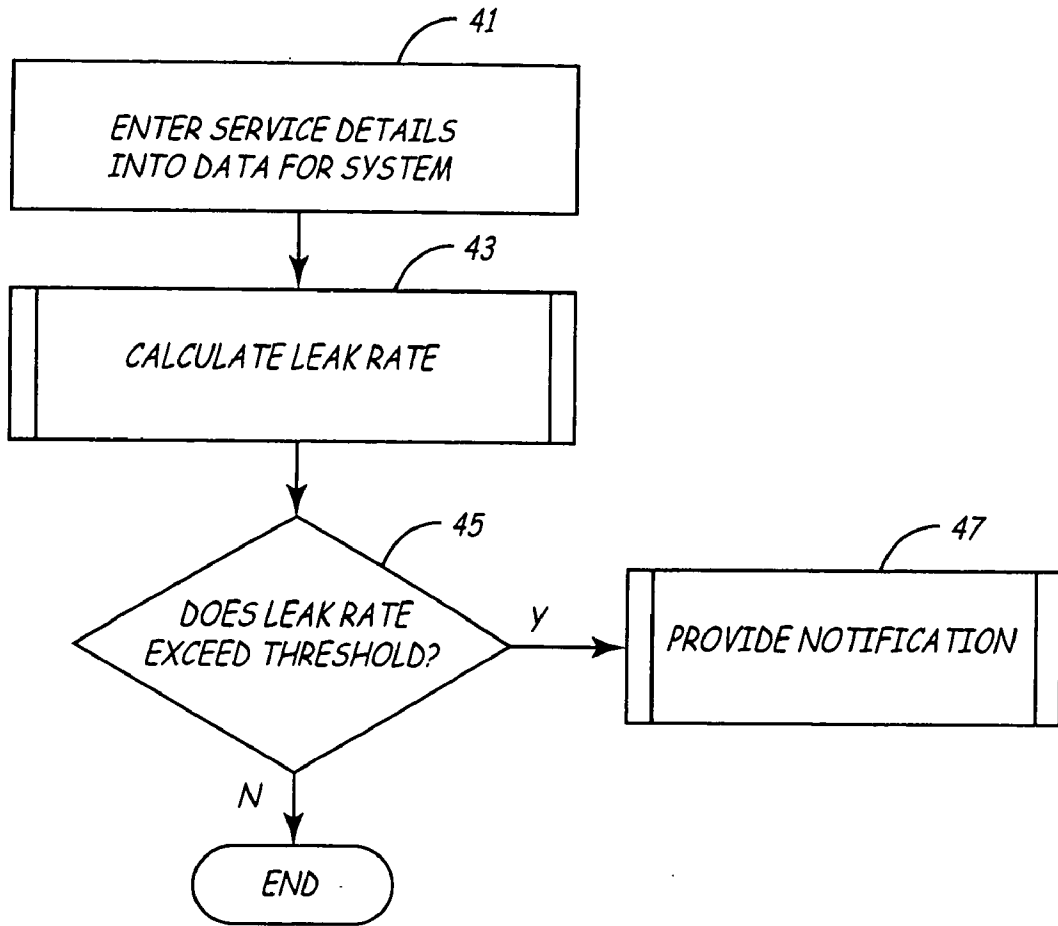 41
ENTER SERVICE DETAILS
INTO DATA FOR SYSTEM
43
CALCULATE LEAK RATE
45
DOES LEAK RATE
EXCEED THRESHOLD?
Y
47
PROVIDE NOTIFICATION
N
END